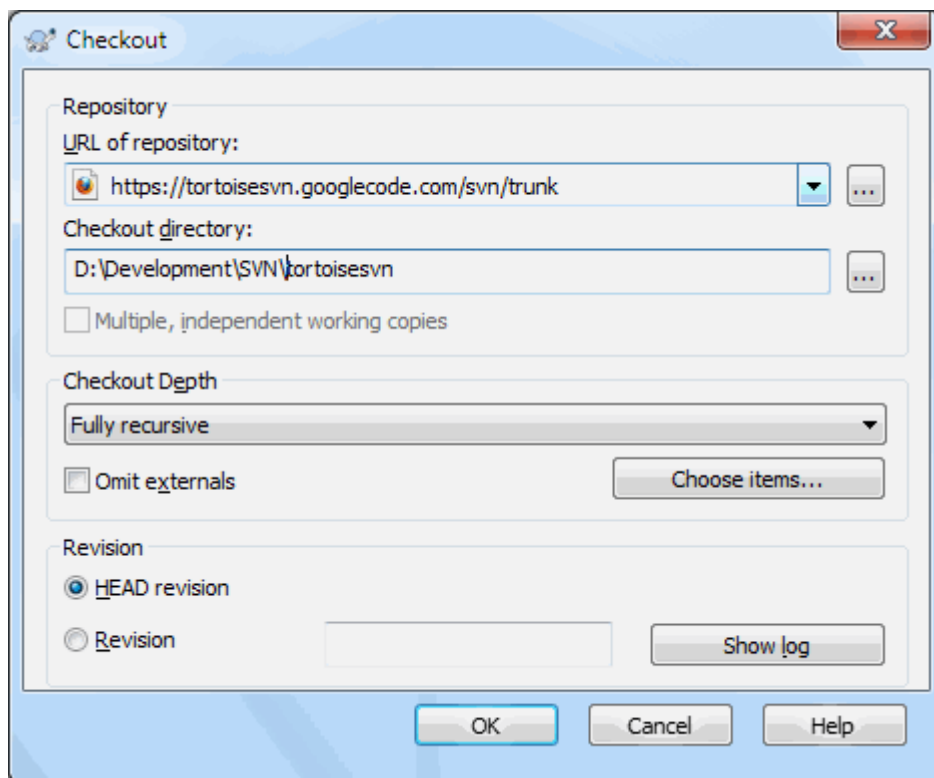 Checkout
Repository
URL of repository:
https://tortoisesvn.googlecode.com/svn/trunk
...
Checkout directory:
D:\Development\SVN\tortoisesvn
...
Multiple, independent working copies
Checkout Depth
Fully recursive
Omit externals
Choose items...
Revision
HEAD revision
Revision
Show log
OK
Cancel
Help